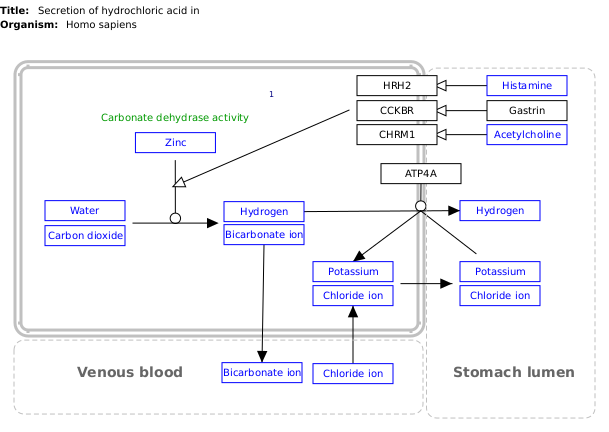 Title: Secretion of hydrochloric acid in
Organism: Homo sapiens
1
HRH2
Histamine
CCKBR
Gastrin
Carbonate dehydrase activity
CHRM1
Acetylcholine
Zinc
ATP4A
Water
Hydrogen
Hydrogen
Carbon dioxide
Bicarbonate ion
Potassium
Potassium
Chloride ion
Chloride ion
Venous blood
Bicarbonate ion
Chloride ion
Stomach lumen